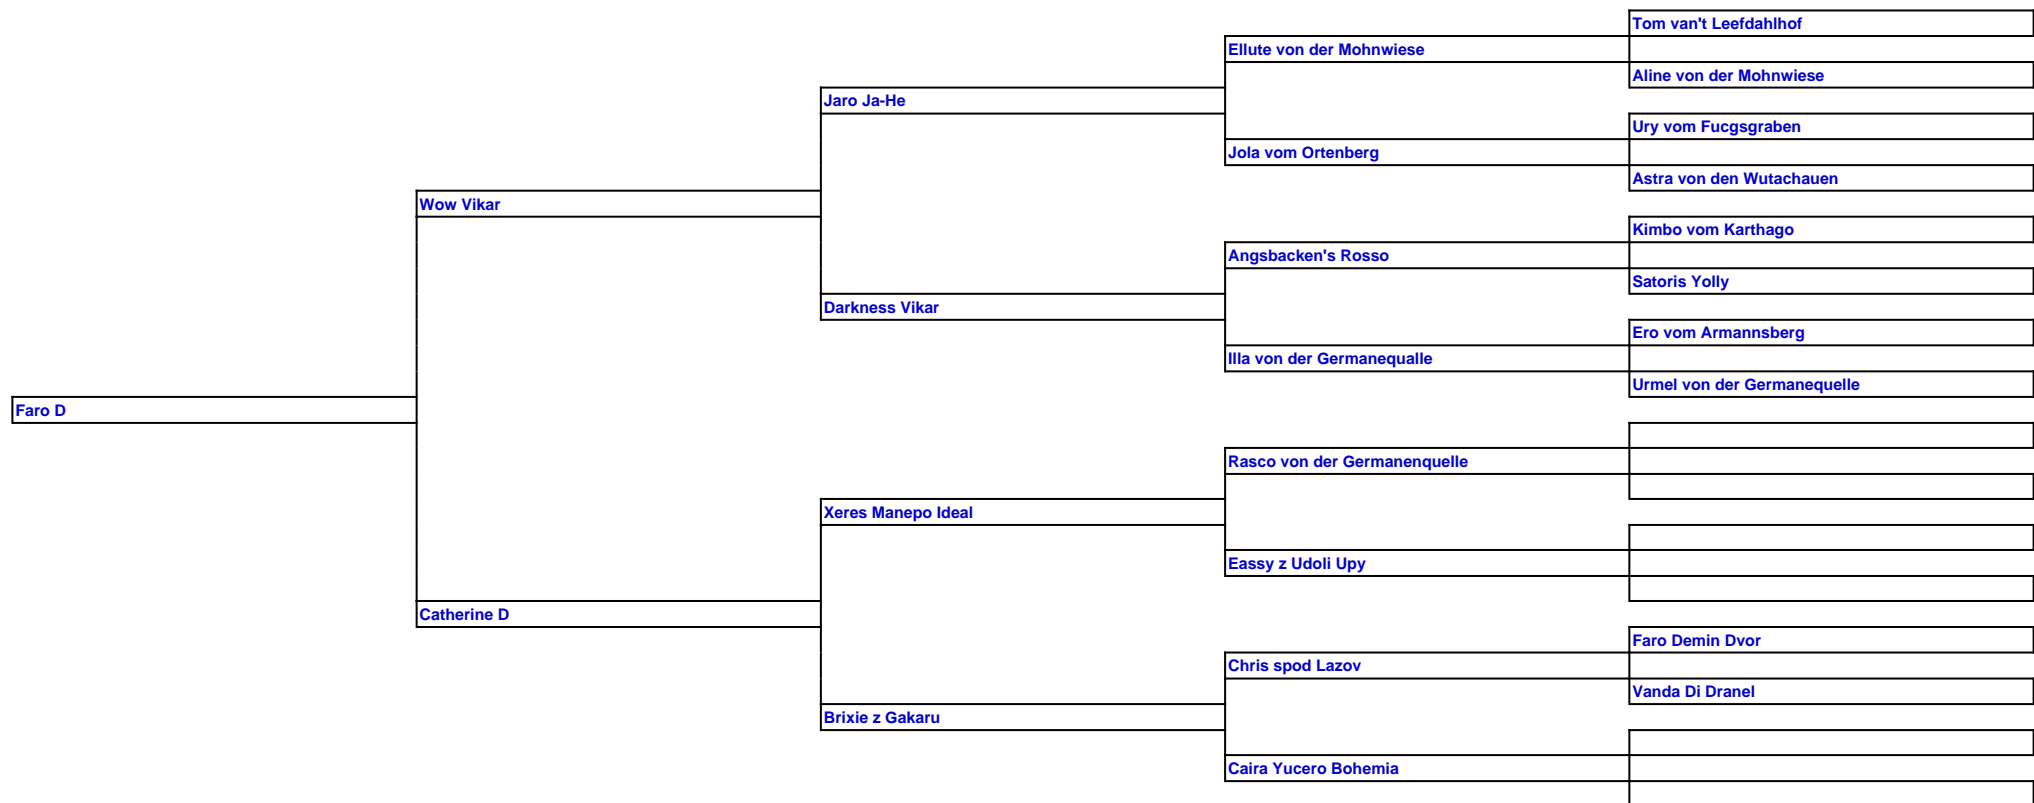 Tom van't Leefdahlhof
Ellute von der Mohnwiese
Aline von der Mohnwiese
Jaro Ja-He
Ury vom Fucgsgraben
Jola vom Ortenberg
Astra von den Wutachauen
Wow Vikar
Kimbo vom Karthago
Angsbacken's Rosso
Satoris Yolly
Darkness Vikar
Ero vom Armannsberg
Illa von der Germanequalle
Urmel von der Germanequelle
Faro D
Rasco von der Germanenquelle
Xeres Manepo Ideal
Eassy z Udoli Upy
Catherine D
Faro Demin Dvor
Chris spod Lazov
Vanda Di Dranel
Brixie z Gakaru
Caira Yucero Bohemia